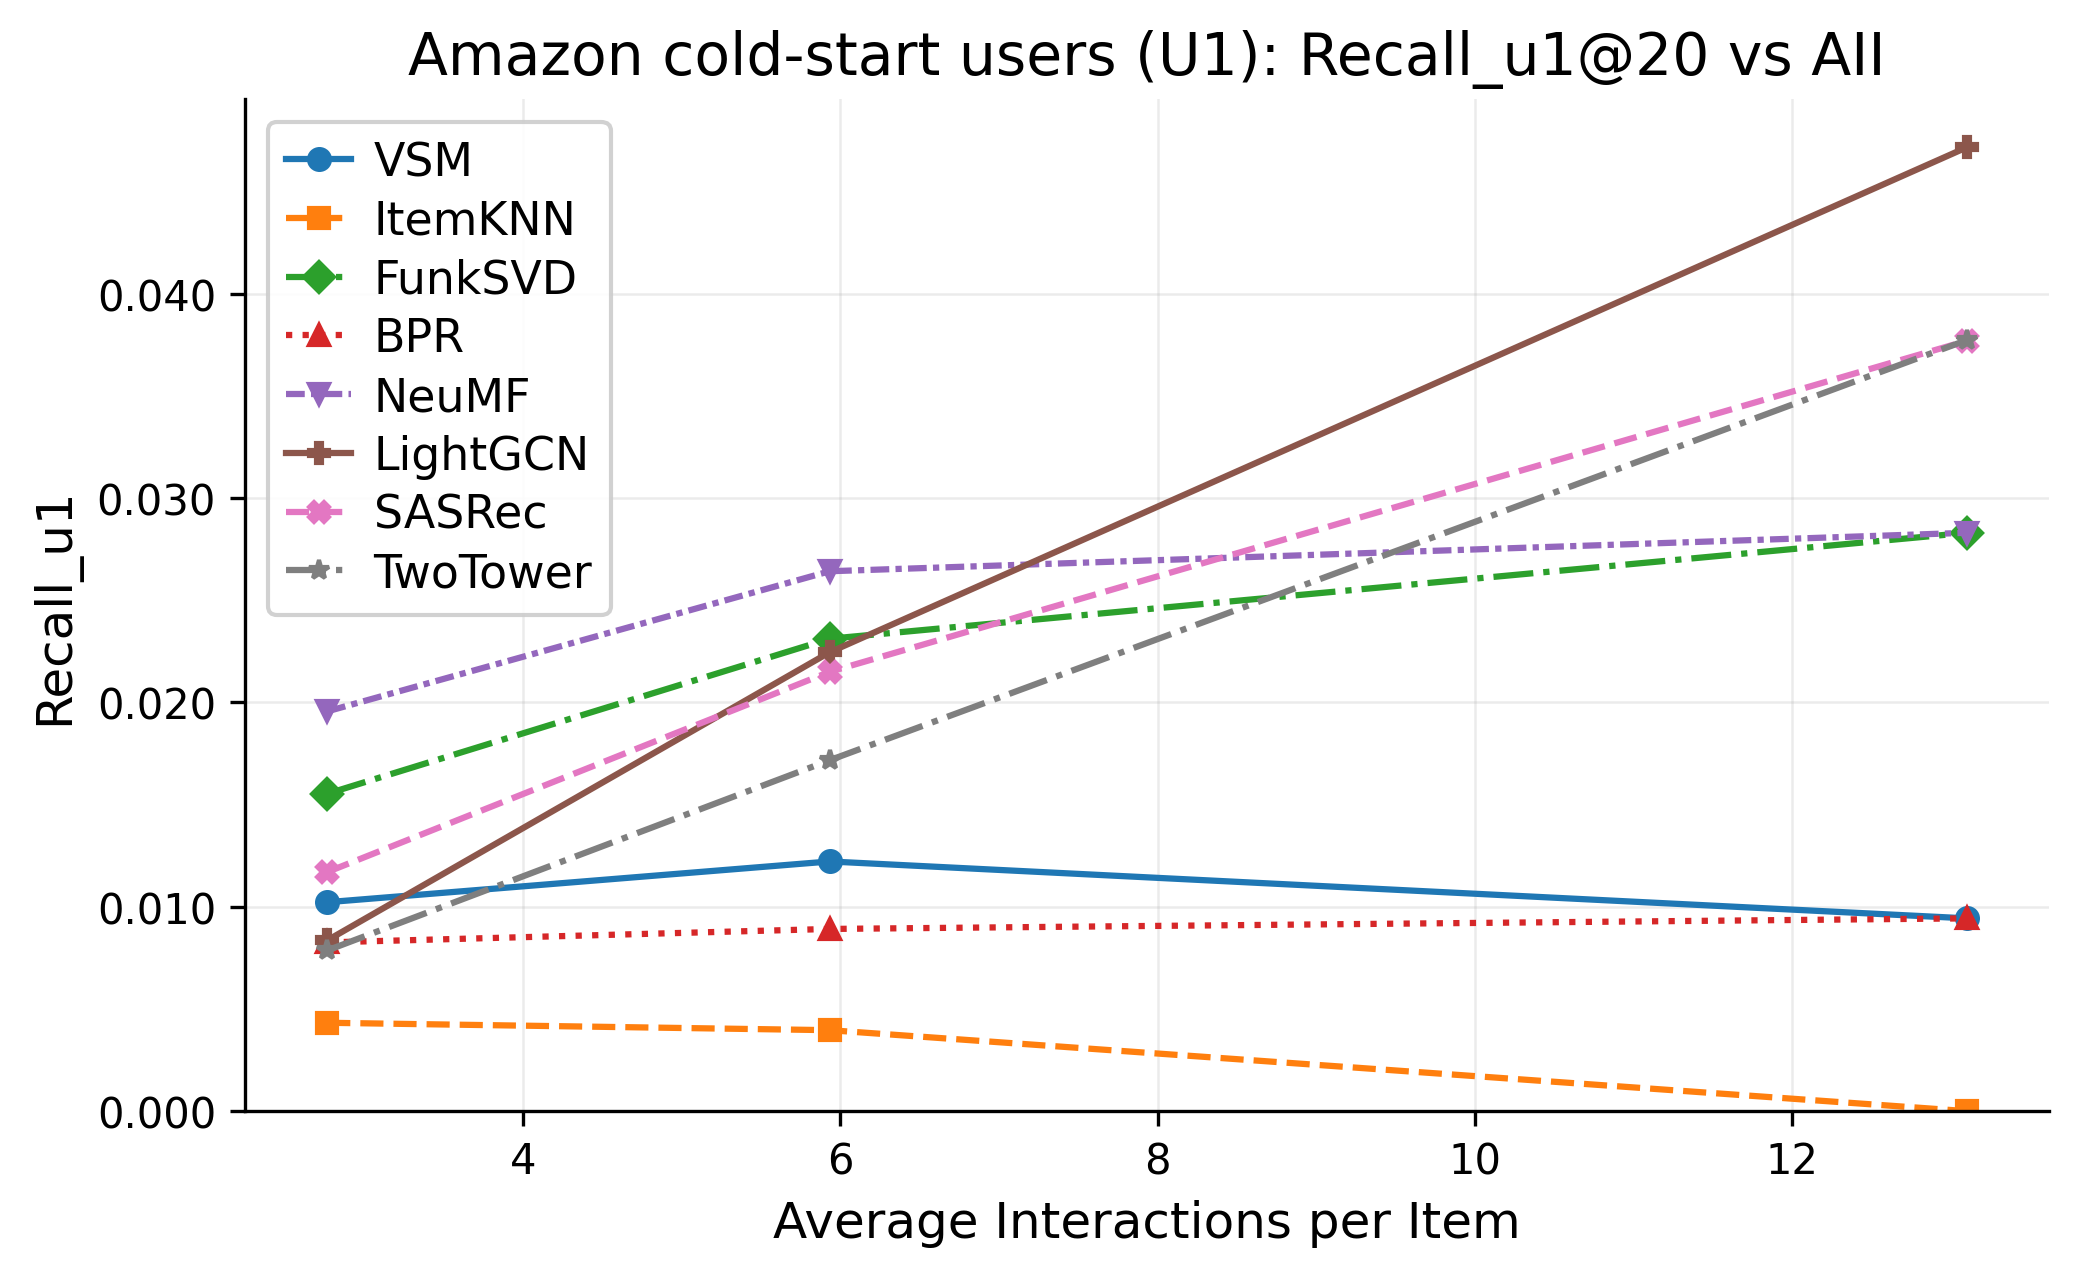 Amazon cold-start users (U1): Recall_u1@20 vs AII
VSM
ItemKNN
FunkSVD
BPR
NeuMF
LightGCN
SASRec
TwoTower
0.040
0.030
0.020
0.010
0.000
Recall_u1
4 6 8 10 12
Average Interactions per Item